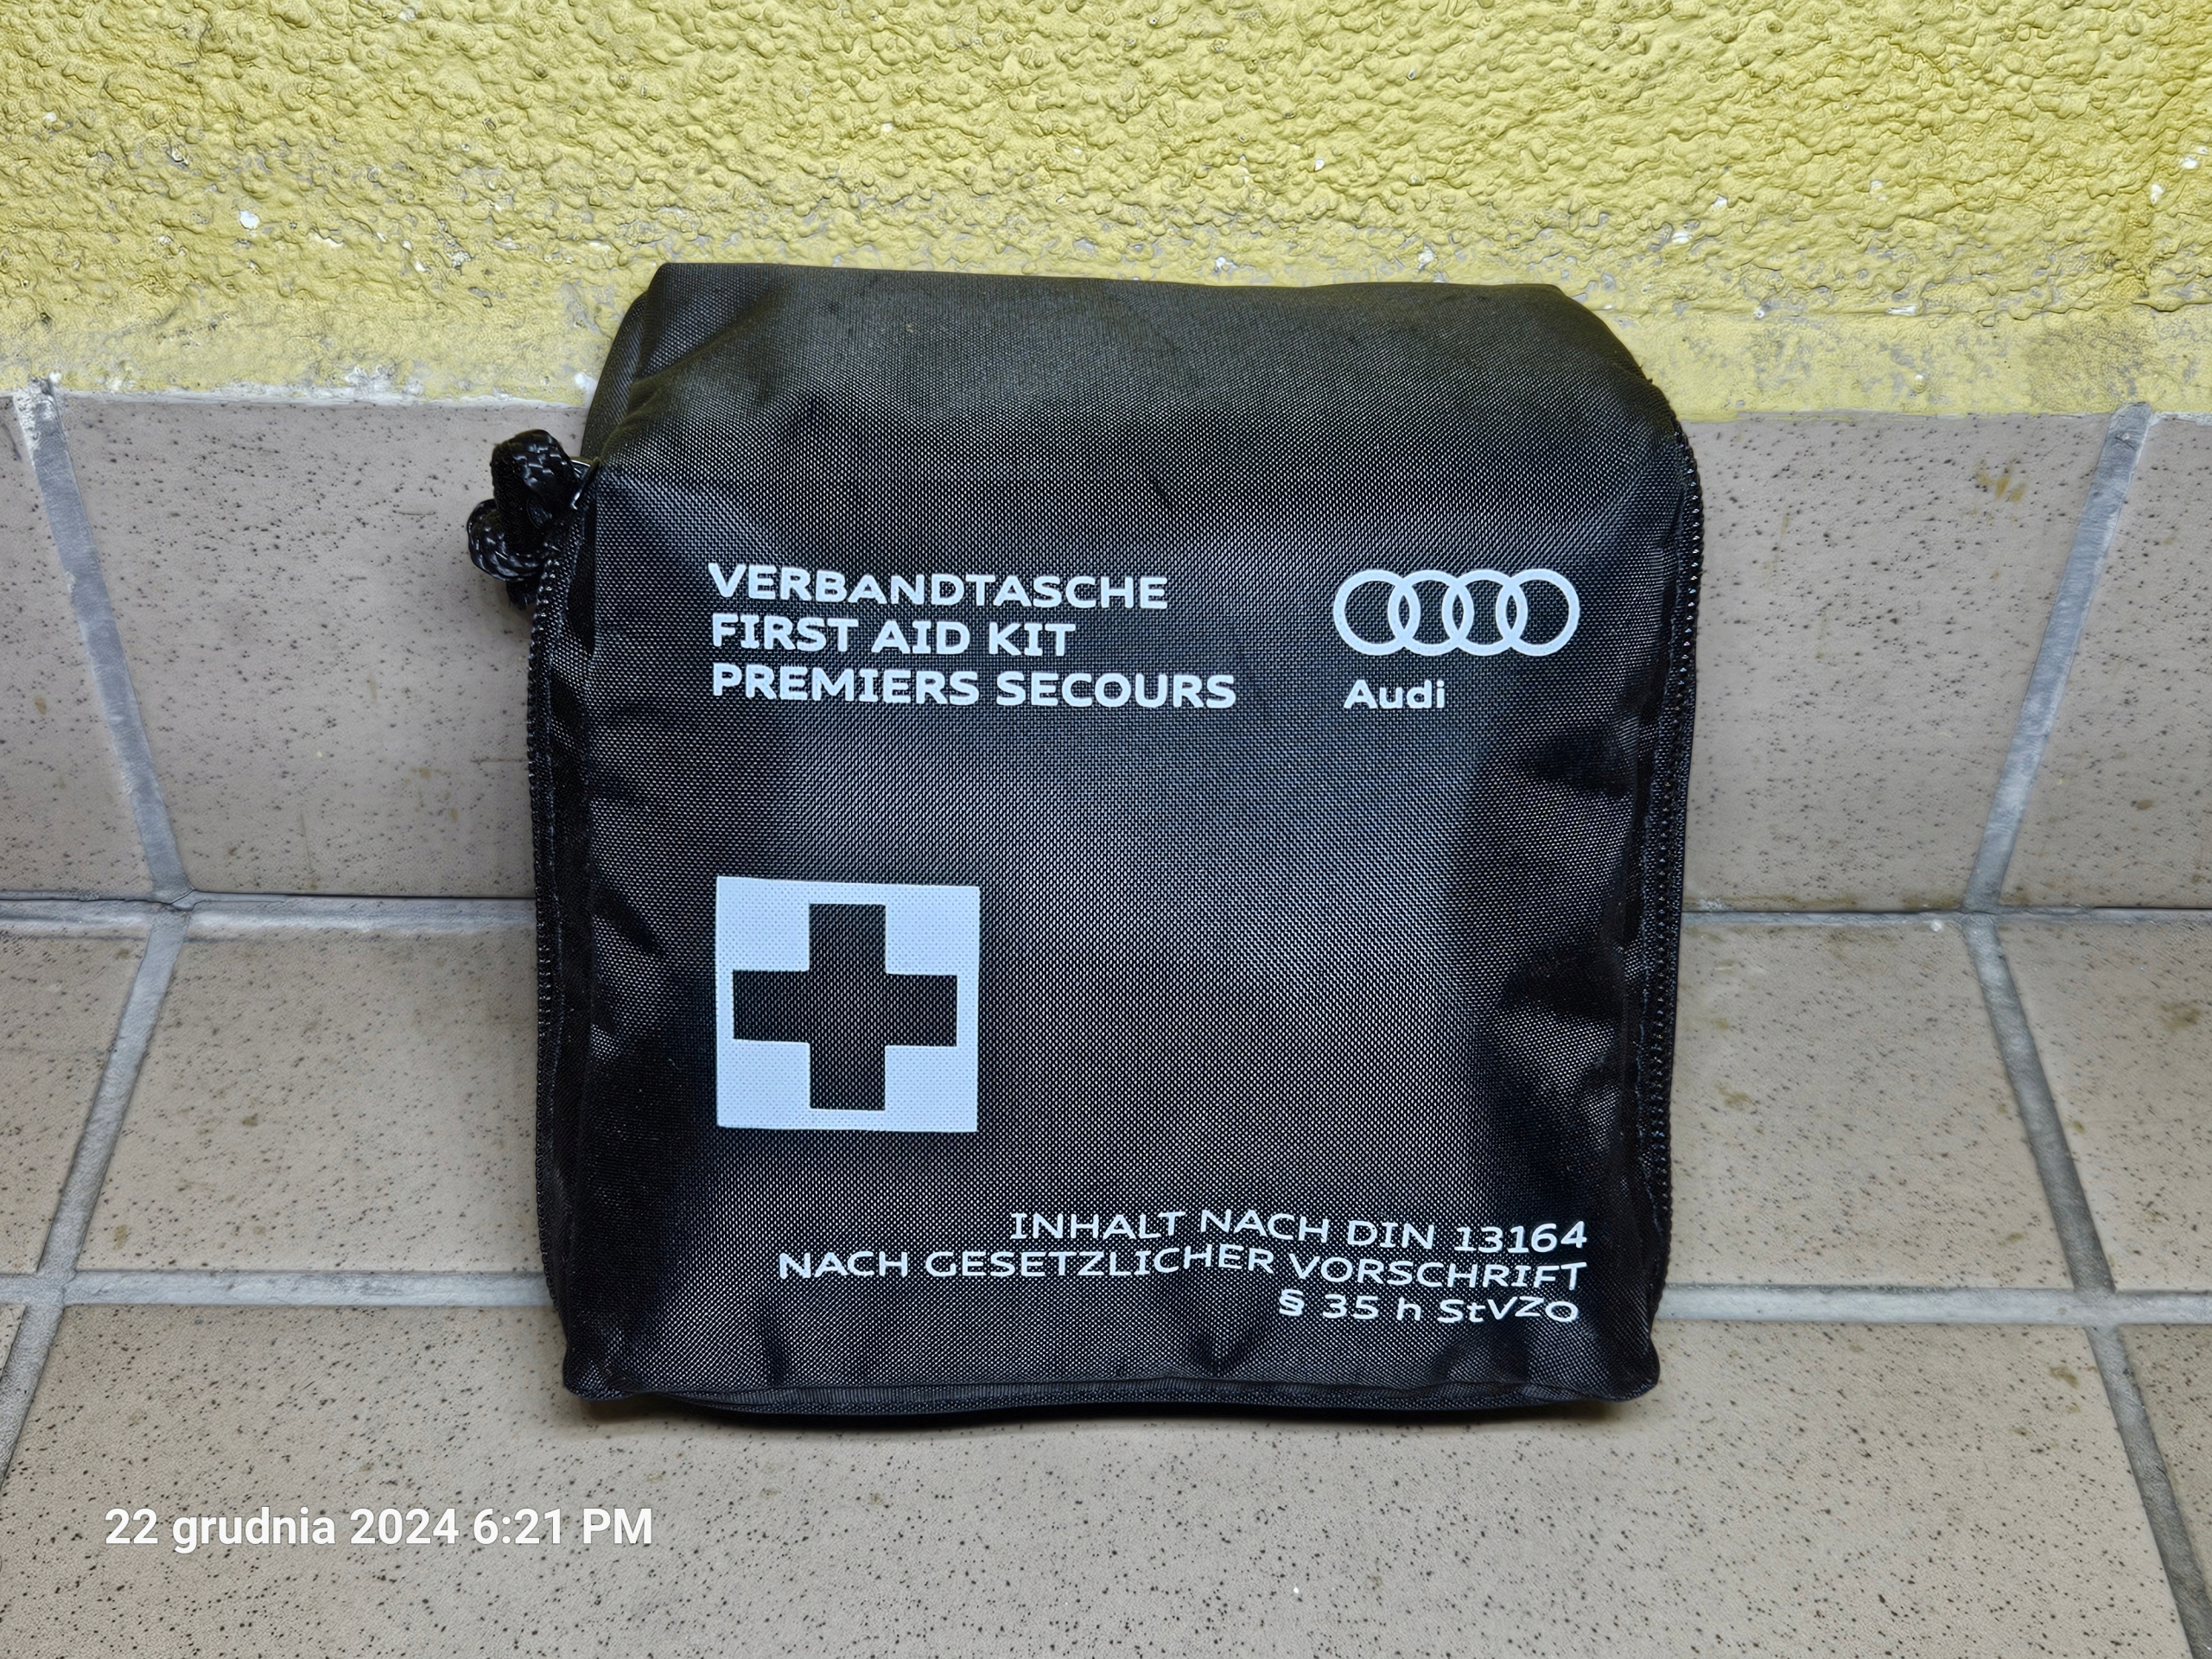 VERBANDTASCHE
FIRST AID KIT
PREMIERS SECOURS
Audi
INHALT NACH DIN 13164
NACH GESETZLICHER VORSCHRIFT
§ 35 h StVZO
22 grudnia 2024 6:21 PM